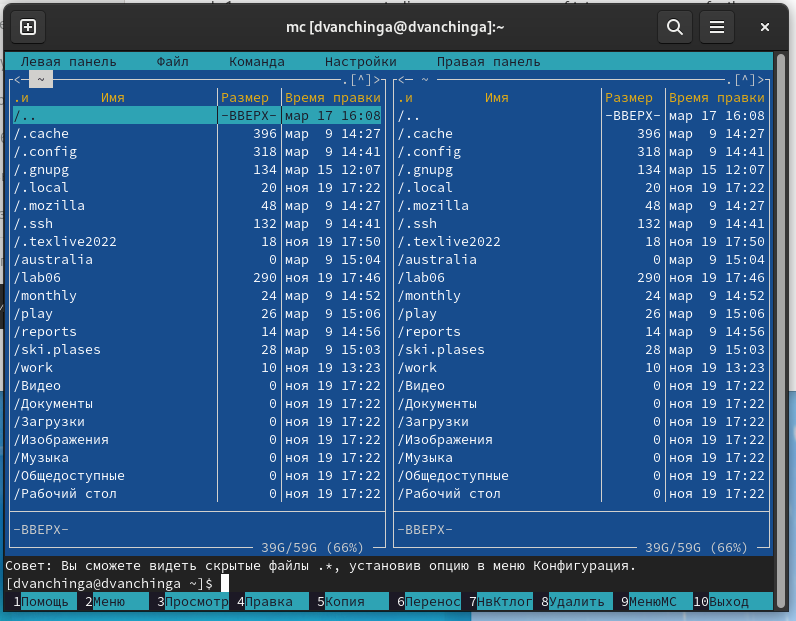 mc [dvanchinga@dvanchinga]:~
Левая панель Файл Команда Настройки Правая панель
<─ ~ .[^]> <─ ~ .[^]>
.и Имя Размер Время правки .и Имя Размер Время правки
/.. -ВВЕРХ- мар 17 16:08 /.. -ВВЕРХ- мар 17 16:08
/.cache 396 мар 9 14:27 /.cache 396 мар 9 14:27
/.config 318 мар 9 14:41 /.config 318 мар 9 14:41
/.gnupg 134 мар 15 12:07 /.gnupg 134 мар 15 12:07
/.local 20 ноя 19 17:22 /.local 20 ноя 19 17:22
/.mozilla 48 мар 9 14:27 /.mozilla 48 мар 9 14:27
/.ssh 132 мар 9 14:41 /.ssh 132 мар 9 14:41
/.texlive2022 18 ноя 19 17:50 /.texlive2022 18 ноя 19 17:50
/australia 0 мар 9 15:04 /australia 0 мар 9 15:04
/lab06 290 ноя 19 17:46 /lab06 290 ноя 19 17:46
/monthly 24 мар 9 14:52 /monthly 24 мар 9 14:52
/play 26 мар 9 15:06 /play 26 мар 9 15:06
/reports 14 мар 9 14:56 /reports 14 мар 9 14:56
/ski.plases 28 мар 9 15:03 /ski.plases 28 мар 9 15:03
/work 10 ноя 19 13:23 /work 10 ноя 19 13:23
/Видео 0 ноя 19 17:22 /Видео 0 ноя 19 17:22
/Документы 0 ноя 19 17:22 /Документы 0 ноя 19 17:22
/Загрузки 0 ноя 19 17:22 /Загрузки 0 ноя 19 17:22
/Изображения 0 ноя 19 17:22 /Изображения 0 ноя 19 17:22
/Музыка 0 ноя 19 17:22 /Музыка 0 ноя 19 17:22
/Общедоступные 0 ноя 19 17:22 /Общедоступные 0 ноя 19 17:22
/Рабочий стол 0 ноя 19 17:22 /Рабочий стол 0 ноя 19 17:22
-ВВЕРХ- -ВВЕРХ-
39G/59G (66%) 39G/59G (66%)
Совет: Вы сможете видеть скрытые файлы .*, установив опцию в меню Конфигурация.
[dvanchinga@dvanchinga ~]$
1Помощь 2Меню 3Просмотр 4Правка 5Копия 6Перенос 7НвКтлог 8Удалить 9МенюMC 10Выход